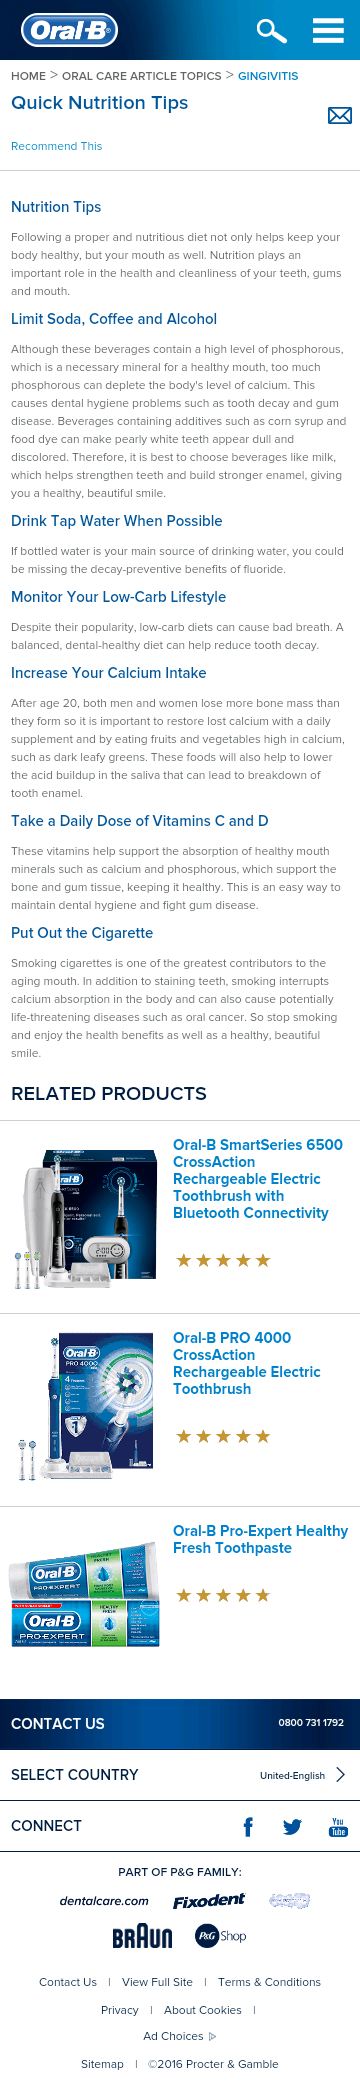 Oral-B
HOME > ORAL CARE ARTICLE TOPICS > GINGIVITIS
Quick Nutrition Tips
Recommend This
Nutrition Tips
Following a proper and nutritious diet not only helps keep your
body healthy, but your mouth as well. Nutrition plays an
important role in the health and cleanliness of your teeth, gums
and mouth.
Limit Soda, Coffee and Alcohol
Although these beverages contain a high level of phosphorous,
which is a necessary mineral for a healthy mouth, too much
phosphorous can deplete the body's level of calcium. This
causes dental hygiene problems such as tooth decay and gum
disease. Beverages containing additives such as corn syrup and
food dye can make pearly white teeth appear dull and
discolored. Therefore, it is best to choose beverages like milk,
which helps strengthen teeth and build stronger enamel, giving
you a healthy, beautiful smile.
Drink Tap Water When Possible
If bottled water is your main source of drinking water, you could
be missing the decay-preventive benefits of fluoride.
Monitor Your Low-Carb Lifestyle
Despite their popularity, low-carb diets can cause bad breath. A
balanced, dental-healthy diet can help reduce tooth decay.
Increase Your Calcium Intake
After age 20, both men and women lose more bone mass than
they form so it is important to restore lost calcium with a daily
supplement and by eating fruits and vegetables high in calcium,
such as dark leafy greens. These foods will also help to lower
the acid buildup in the saliva that can lead to breakdown of
tooth enamel.
Take a Daily Dose of Vitamins C and D
These vitamins help support the absorption of healthy mouth
minerals such as calcium and phosphorous, which support the
bone and gum tissue, keeping it healthy. This is an easy way to
maintain dental hygiene and fight gum disease.
Put Out the Cigarette
Smoking cigarettes is one of the greatest contributors to the
aging mouth. In addition to staining teeth, smoking interrupts
calcium absorption in the body and can also cause potentially
life-threatening diseases such as oral cancer. So stop smoking
and enjoy the health benefits as well as a healthy, beautiful
smile.
RELATED PRODUCTS
Oral-B
Oral-B SmartSeries 6500
CrossAction
Rechargeable Electric
Toothbrush with
Bluetooth Connectivity
Oral-B
PRO 4000
Oral-B PRO 4000
CrossAction
Rechargeable Electric
Toothbrush
Oral-B
PRO-EXPERT
HEALTHY
FRESH
Oral-B
PRO-EXPERT
HEALTHY
FRESH
Oral-B Pro-Expert Healthy
Fresh Toothpaste
CONTACT US 0800 731 1792
SELECT COUNTRY United-English
CONNECT You Tube
PART OF P&G FAMILY:
dentalcare.com Fixodent
BRAUN P&G Shop
Contact Us | View Full Site | Terms & Conditions
Privacy | About Cookies |
Ad Choices
Sitemap | ©2016 Procter & Gamble